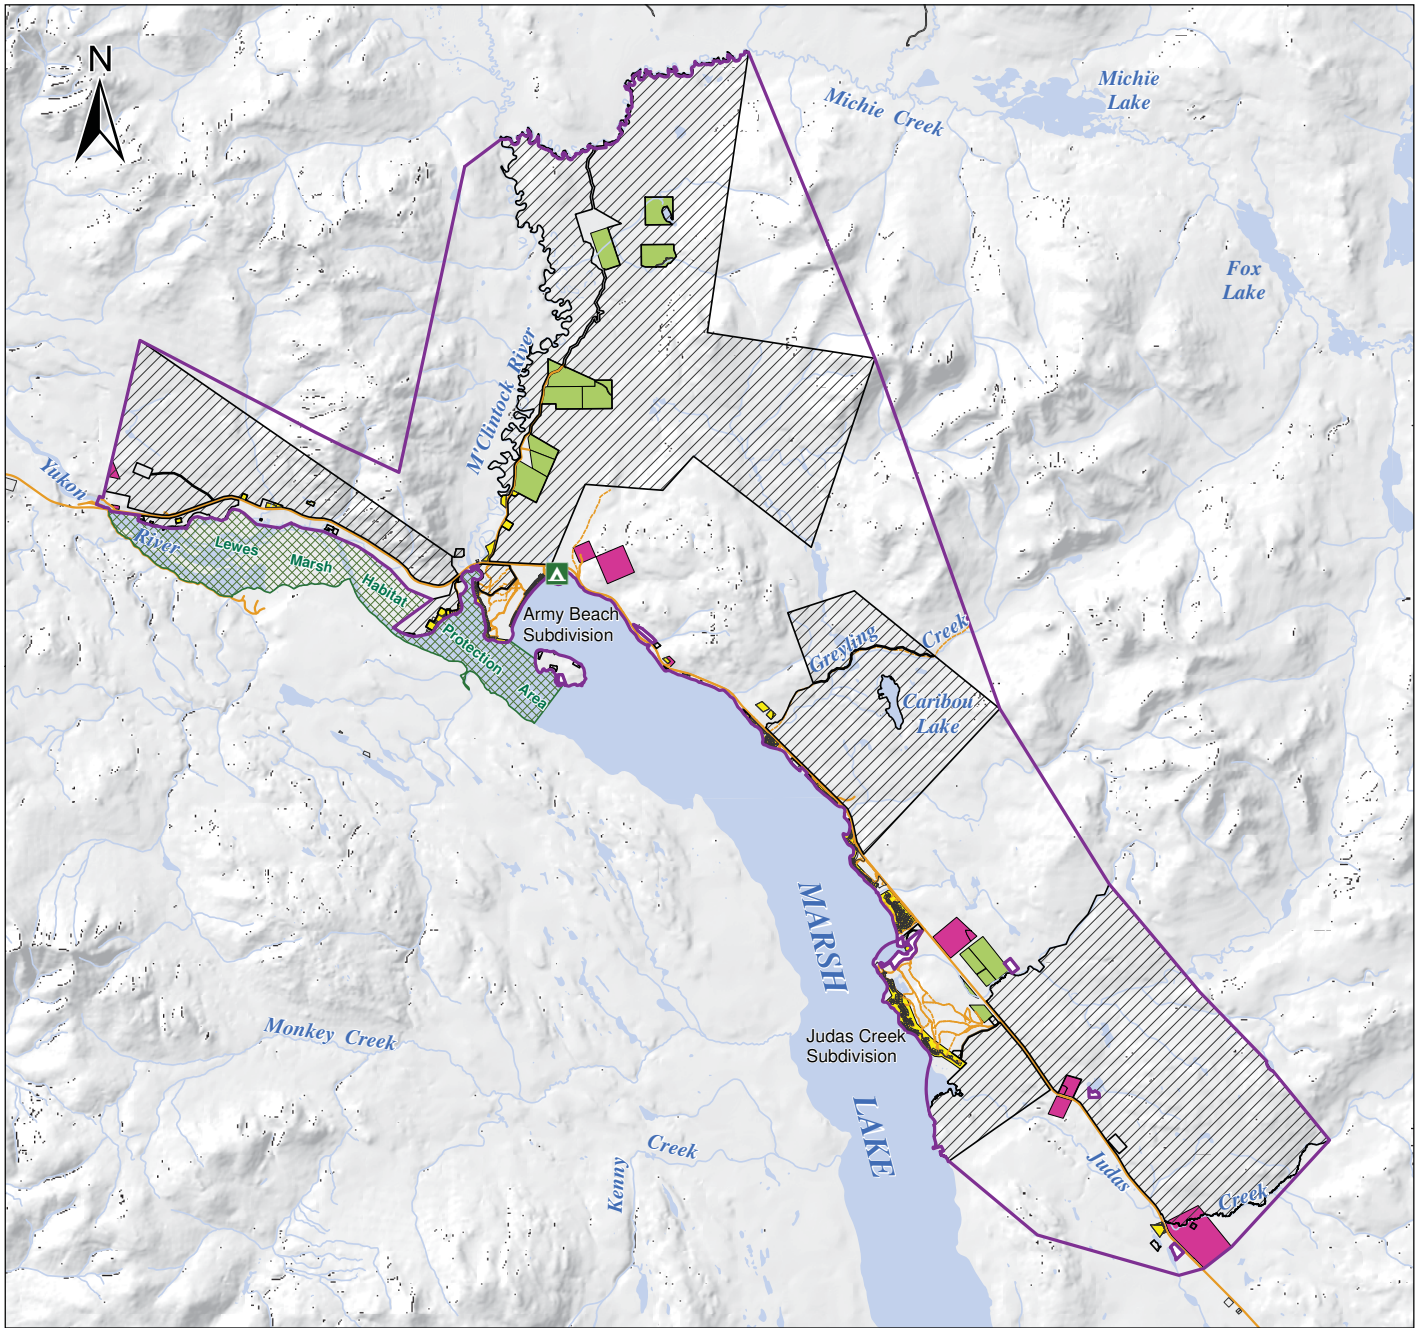 N
Michie
Lake
Michie Creek
Fox
Lake
M'Clintock River
Yukon
River
Lewes
Marsh
Habitat
Protection
Area
Army Beach
Subdivision
Greyling
Creek
Caribou
Lake
MARSH
LAKE
Monkey Creek
Judas Creek
Subdivision
Kenny
Creek
Judas
Creek